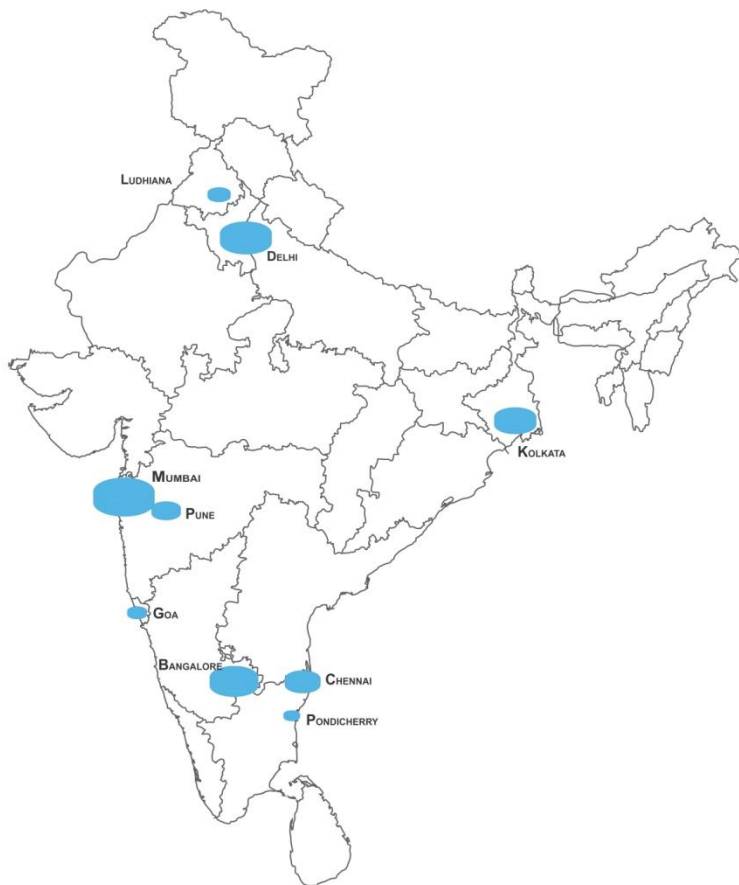 LUDHIANA
DELHI
KOLKATA
MUMBAI
PUNE
GOA
BANGALORE
CHENNAI
PONDICHERRY